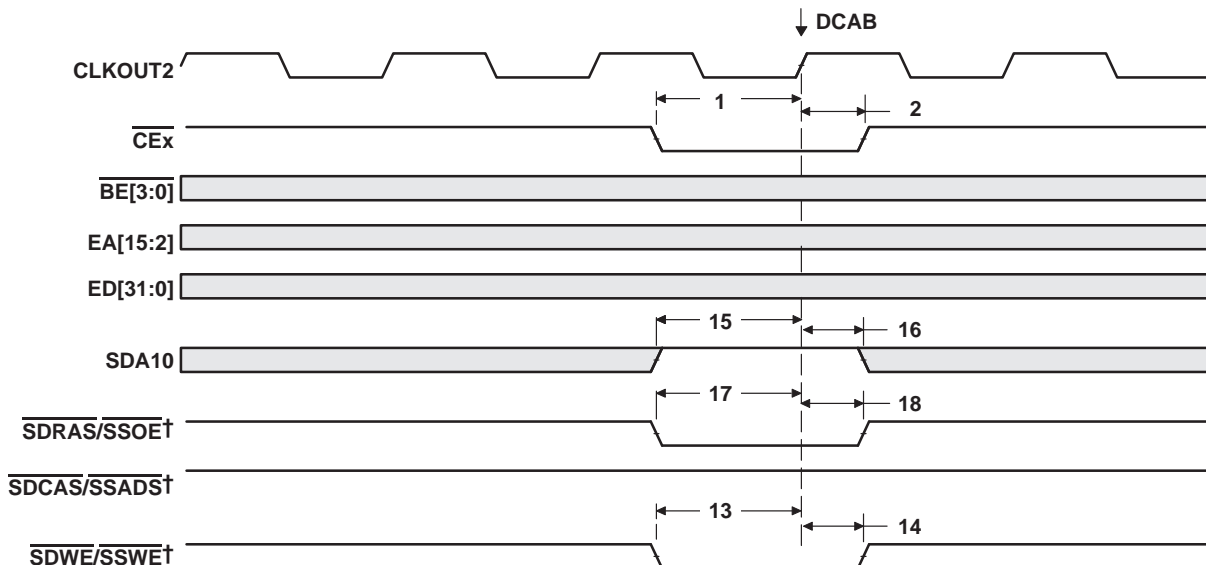 DCAB
CLKOUT2
1 2
CEx
BE[3:0]
EA[15:2]
ED[31:0]
15 16
SDA10
17 18
SDRAS/SSOE†
SDCAS/SSADS†
13 14
SDWE/SSWE†